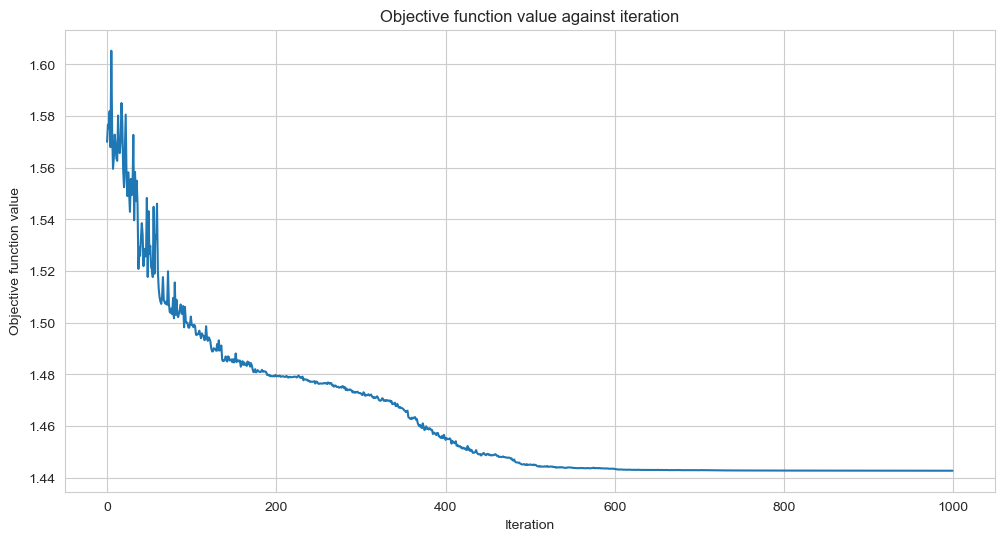 Objective function value against iteration
Objective function value
1.60
1.58
1.56
1.54
1.52
1.50
1.48
1.46
1.44
0 200 400 600 800 1000
Iteration